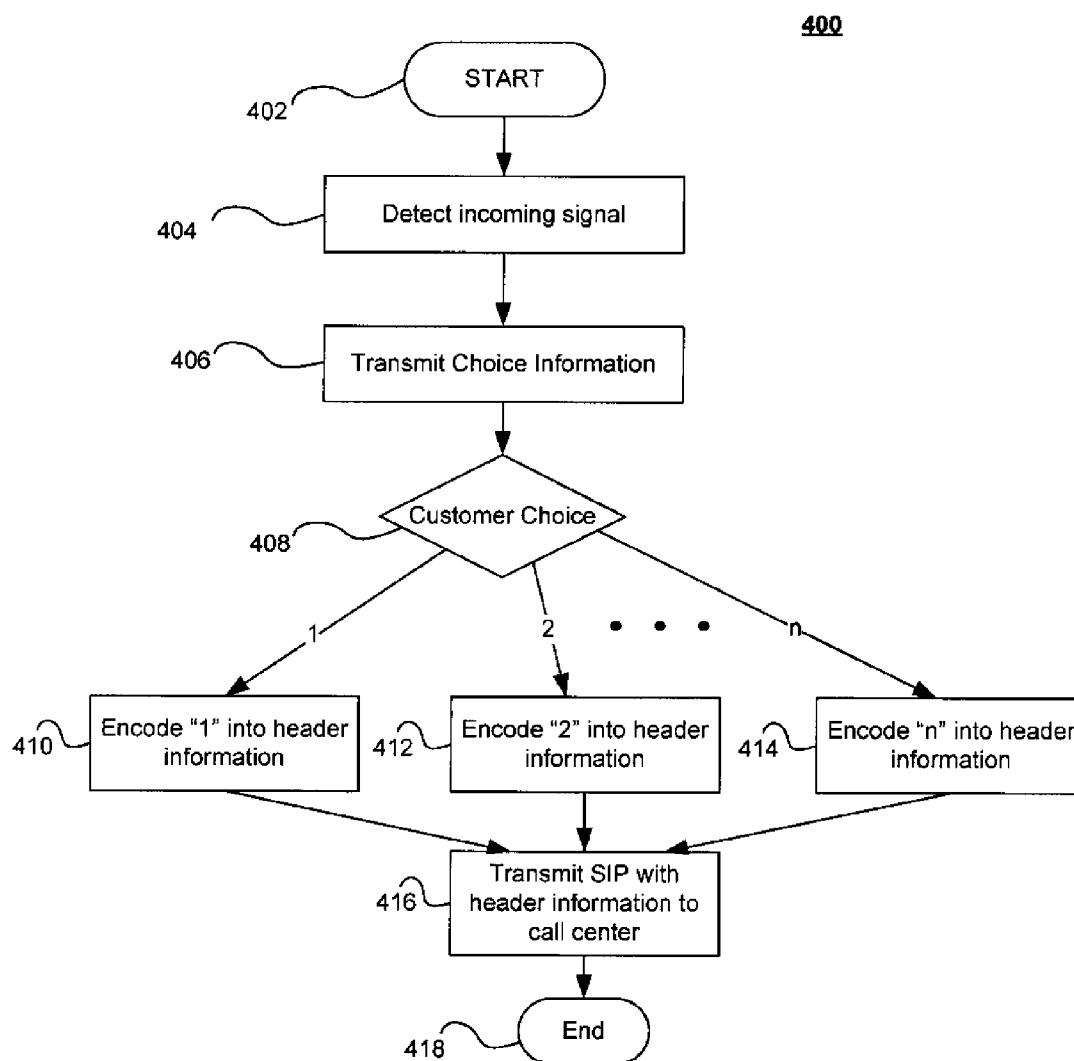 400
START
402
Detect incoming signal
404
Transmit Choice Information
406
Customer Choice
408
1
2
n
Encode “1” into header
information
410
Encode “2” into header
information
412
Encode “n” into header
information
414
Transmit SIP with
header information to
call center
416
End
418